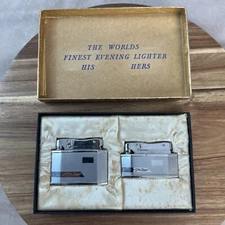 THE WORLDS
FINEST EVENING LIGHTER
HIS HERS